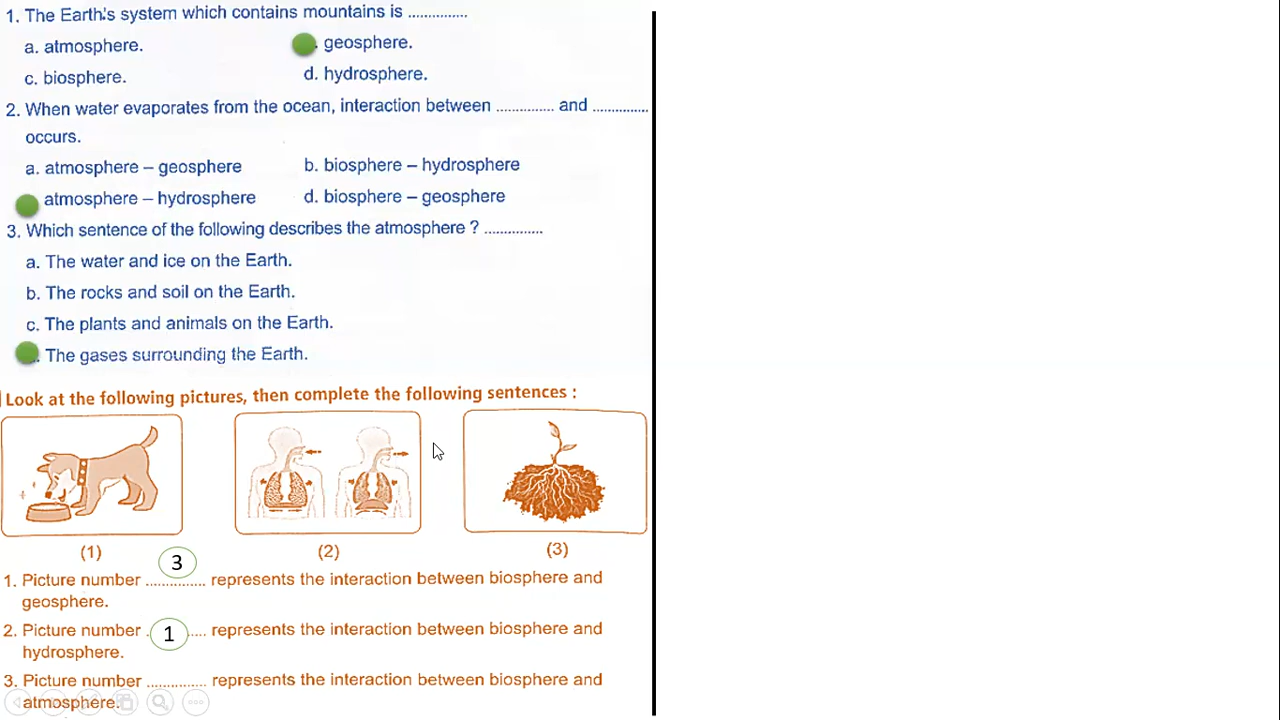 1. The Earth's system which contains mountains is ...............
a. atmosphere.
geosphere.
c. biosphere.
d. hydrosphere.
2. When water evaporates from the ocean, interaction between .............. and ..............
occurs.
a. atmosphere – geosphere
b. biosphere – hydrosphere
atmosphere – hydrosphere
d. biosphere – geosphere
3. Which sentence of the following describes the atmosphere ? ...............
a. The water and ice on the Earth.
b. The rocks and soil on the Earth.
c. The plants and animals on the Earth.
. The gases surrounding the Earth.
Look at the following pictures, then complete the following sentences :
(1)
(2)
(3)
1. Picture number 3 represents the interaction between biosphere and
geosphere.
2. Picture number 1 represents the interaction between biosphere and
hydrosphere.
3. Picture number ............... represents the interaction between biosphere and
atmosphere.